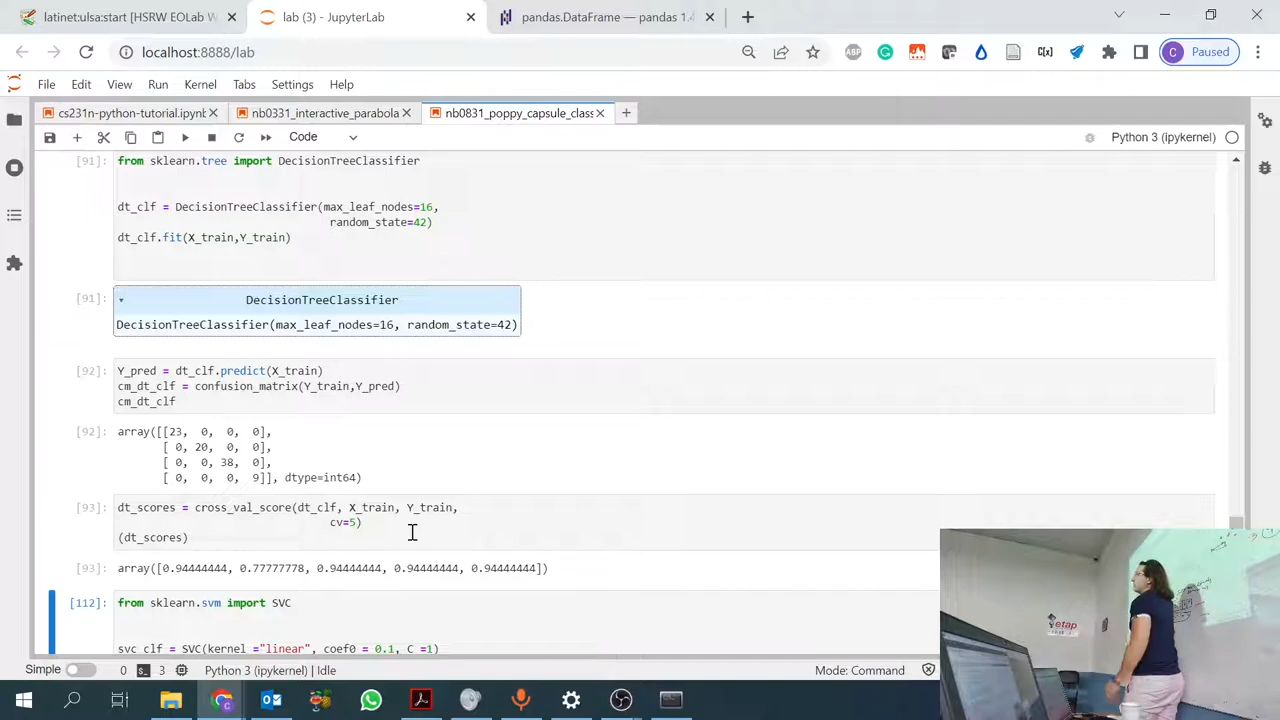 latinet:ulsa:start [HSRW EOLab W
lab (3) - JupyterLab
pandas.DataFrame — pandas 1.4
localhost:8888/lab
ABP
C[x]
C
Paused
File
Edit
View
Run
Kernel
Tabs
Settings
Help
cs231n-python-tutorial.ipynb
nb0331_interactive_parabola
nb0831_poppy_capsule_class
Code
Python 3 (ipykernel)
[91]:
from sklearn.tree import DecisionTreeClassifier
dt_clf = DecisionTreeClassifier(max_leaf_nodes=16,
random_state=42)
dt_clf.fit(X_train,Y_train)
[91]:
DecisionTreeClassifier
DecisionTreeClassifier(max_leaf_nodes=16, random_state=42)
[92]:
Y_pred = dt_clf.predict(X_train)
cm_dt_clf = confusion_matrix(Y_train,Y_pred)
cm_dt_clf
[92]:
array([[23, 0, 0, 0],
[ 0, 20, 0, 0],
[ 0, 0, 38, 0],
[ 0, 0, 0, 9]], dtype=int64)
[93]:
dt_scores = cross_val_score(dt_clf, X_train, Y_train,
cv=5)
(dt_scores)
[93]:
array([0.94444444, 0.77777778, 0.94444444, 0.94444444, 0.94444444])
[112]:
from sklearn.svm import SVC
svc_clf = SVC(kernel ="linear", coef0 = 0.1, C =1)
etap
Simple
0
3
Python 3 (ipykernel) | Idle
Mode: Command